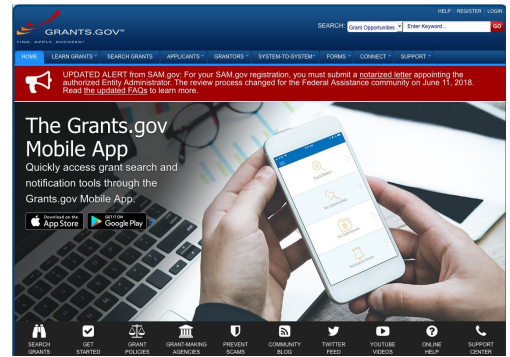 HELP | REGISTER | LOGIN
GRANTS.GOV℠
FIND. APPLY. SUCCEED.
SEARCH: Grant Opportunities Enter Keyword... GO
HOME LEARN GRANTS SEARCH GRANTS APPLICANTS GRANTORS SYSTEM-TO-SYSTEM FORMS CONNECT SUPPORT
UPDATED ALERT from SAM.gov: For your SAM.gov registration, you must submit a notarized letter appointing the
authorized Entity Administrator. The review process changed for the Federal Assistance community on June 11, 2018.
Read the updated FAQs to learn more.
The Grants.gov
Mobile App
Quickly access grant search and
notification tools through the
Grants.gov Mobile App.
Download on the
App Store
GET IT ON
Google Play
SEARCH
GRANTS
GET
STARTED
GRANT
POLICIES
GRANT-MAKING
AGENCIES
PREVENT
SCAMS
COMMUNITY
BLOG
TWITTER
FEED
YOUTUBE
VIDEOS
ONLINE
HELP
SUPPORT
CENTER